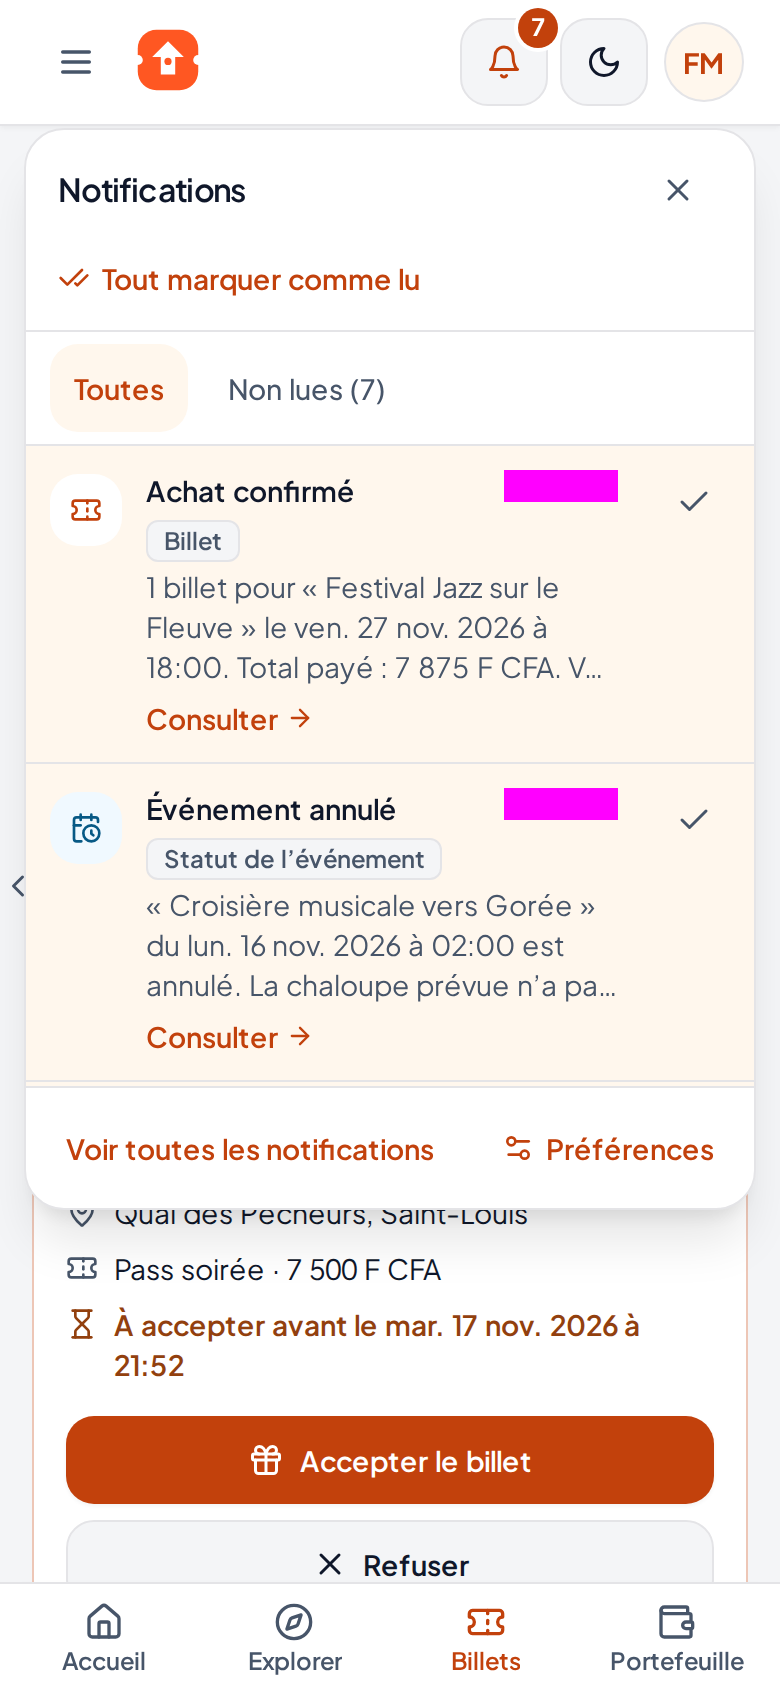 7
FM
Notifications
Tout marquer comme lu
Toutes
Non lues (7)
Achat confirmé
Billet
1 billet pour « Festival Jazz sur le
Fleuve » le ven. 27 nov. 2026 à
18:00. Total payé : 7 875 F CFA. V…
Consulter →
Événement annulé
Statut de l’événement
« Croisière musicale vers Gorée »
du lun. 16 nov. 2026 à 02:00 est
annulé. La chaloupe prévue n’a pa…
Consulter →
Voir toutes les notifications
Préférences
Quai des Pêcheurs, Saint-Louis
Pass soirée · 7 500 F CFA
À accepter avant le mar. 17 nov. 2026 à
21:52
Accepter le billet
Refuser
Accueil
Explorer
Billets
Portefeuille